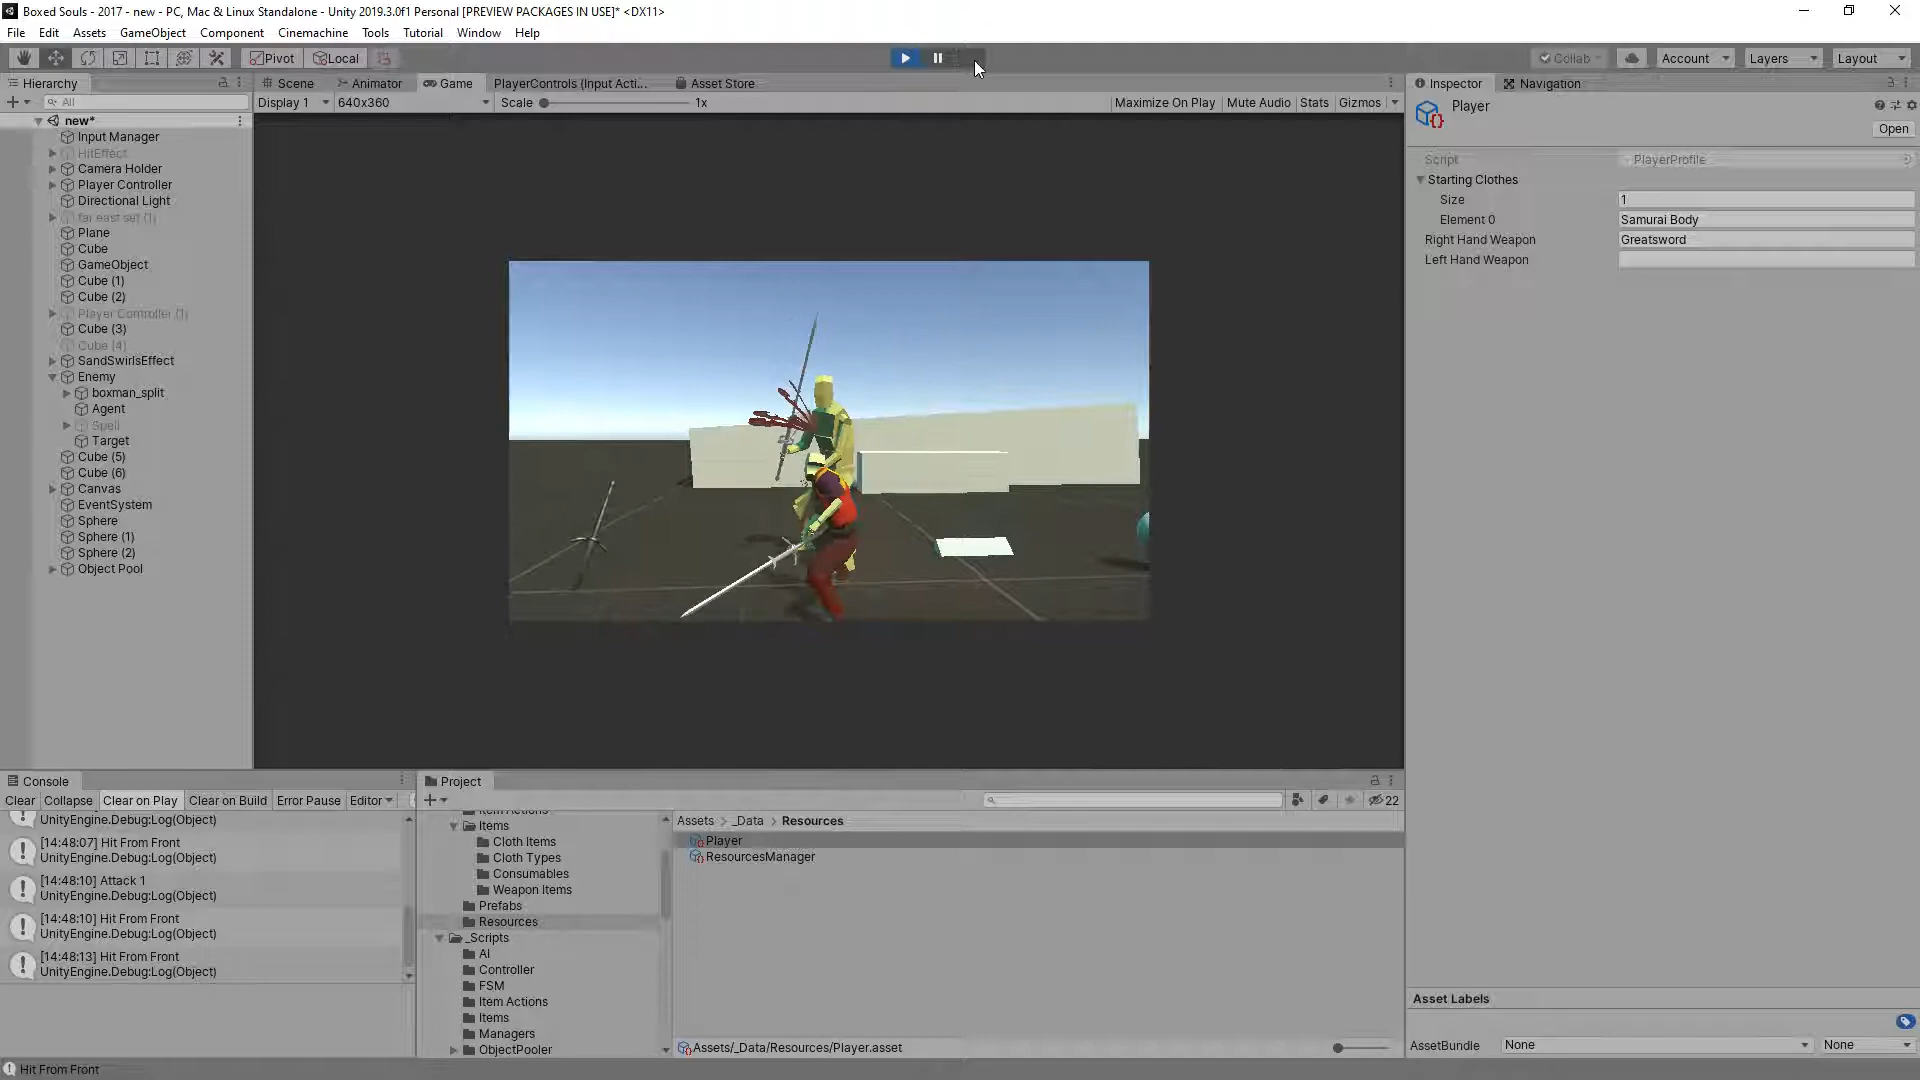 Boxed Souls - 2017 - new - PC, Mac & Linux Standalone - Unity 2019.3.0f1 Personal [PREVIEW PACKAGES IN USE]* <DX11>
File Edit Assets GameObject Component Cinemachine Tools Tutorial Window Help
Pivot Local Collab Account Layers Layout
Hierarchy
All
new*
Input Manager
HitEffect
Camera Holder
Player Controller
Directional Light
far east set (1)
Plane
Cube
GameObject
Cube (1)
Cube (2)
Player Controller (1)
Cube (3)
Cube (4)
SandSwirlsEffect
Enemy
boxman_split
Agent
Spell
Target
Cube (5)
Cube (6)
Canvas
EventSystem
Sphere
Sphere (1)
Sphere (2)
Object Pool
Scene Animator Game PlayerControls (Input Acti... Asset Store
Display 1 640x360 Scale 1x Maximize On Play Mute Audio Stats Gizmos
Inspector Navigation
Player
Open
Script PlayerProfile
Starting Clothes
Size 1
Element 0 Samurai Body
Right Hand Weapon Greatsword
Left Hand Weapon
Console
Clear Collapse Clear on Play Clear on Build Error Pause Editor
UnityEngine.Debug:Log(Object)
[14:48:07] Hit From Front
UnityEngine.Debug:Log(Object)
[14:48:10] Attack 1
UnityEngine.Debug:Log(Object)
[14:48:10] Hit From Front
UnityEngine.Debug:Log(Object)
[14:48:13] Hit From Front
UnityEngine.Debug:Log(Object)
Project
22
Item Actions
Items
Cloth Items
Cloth Types
Consumables
Weapon Items
Prefabs
Resources
_Scripts
AI
Controller
FSM
Item Actions
Items
Managers
ObjectPooler
Assets > _Data > Resources
Player
ResourcesManager
Assets/_Data/Resources/Player.asset
Asset Labels
AssetBundle None None
Hit From Front